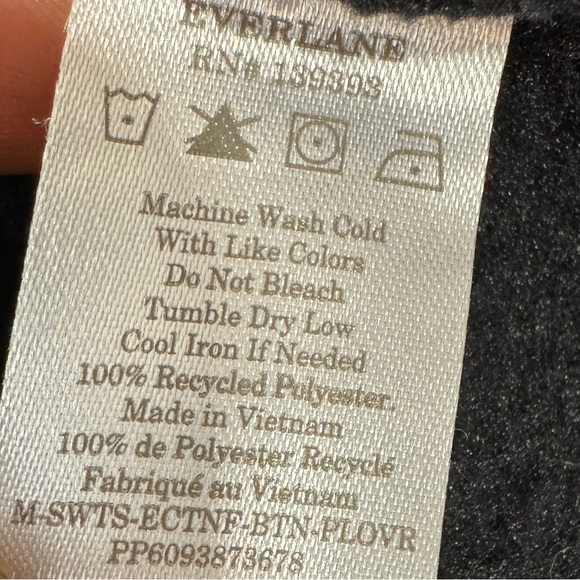 EVERLANE
RN# 139393
Machine Wash Cold
With Like Colors
Do Not Bleach
Tumble Dry Low
Cool Iron If Needed
100% Recycled Polyester.
Made in Vietnam
100% de Polyester Recyclé
Fabriqué au Vietnam
M-SWTS-ECTNF-BTN-PLOVR
PP6093873678